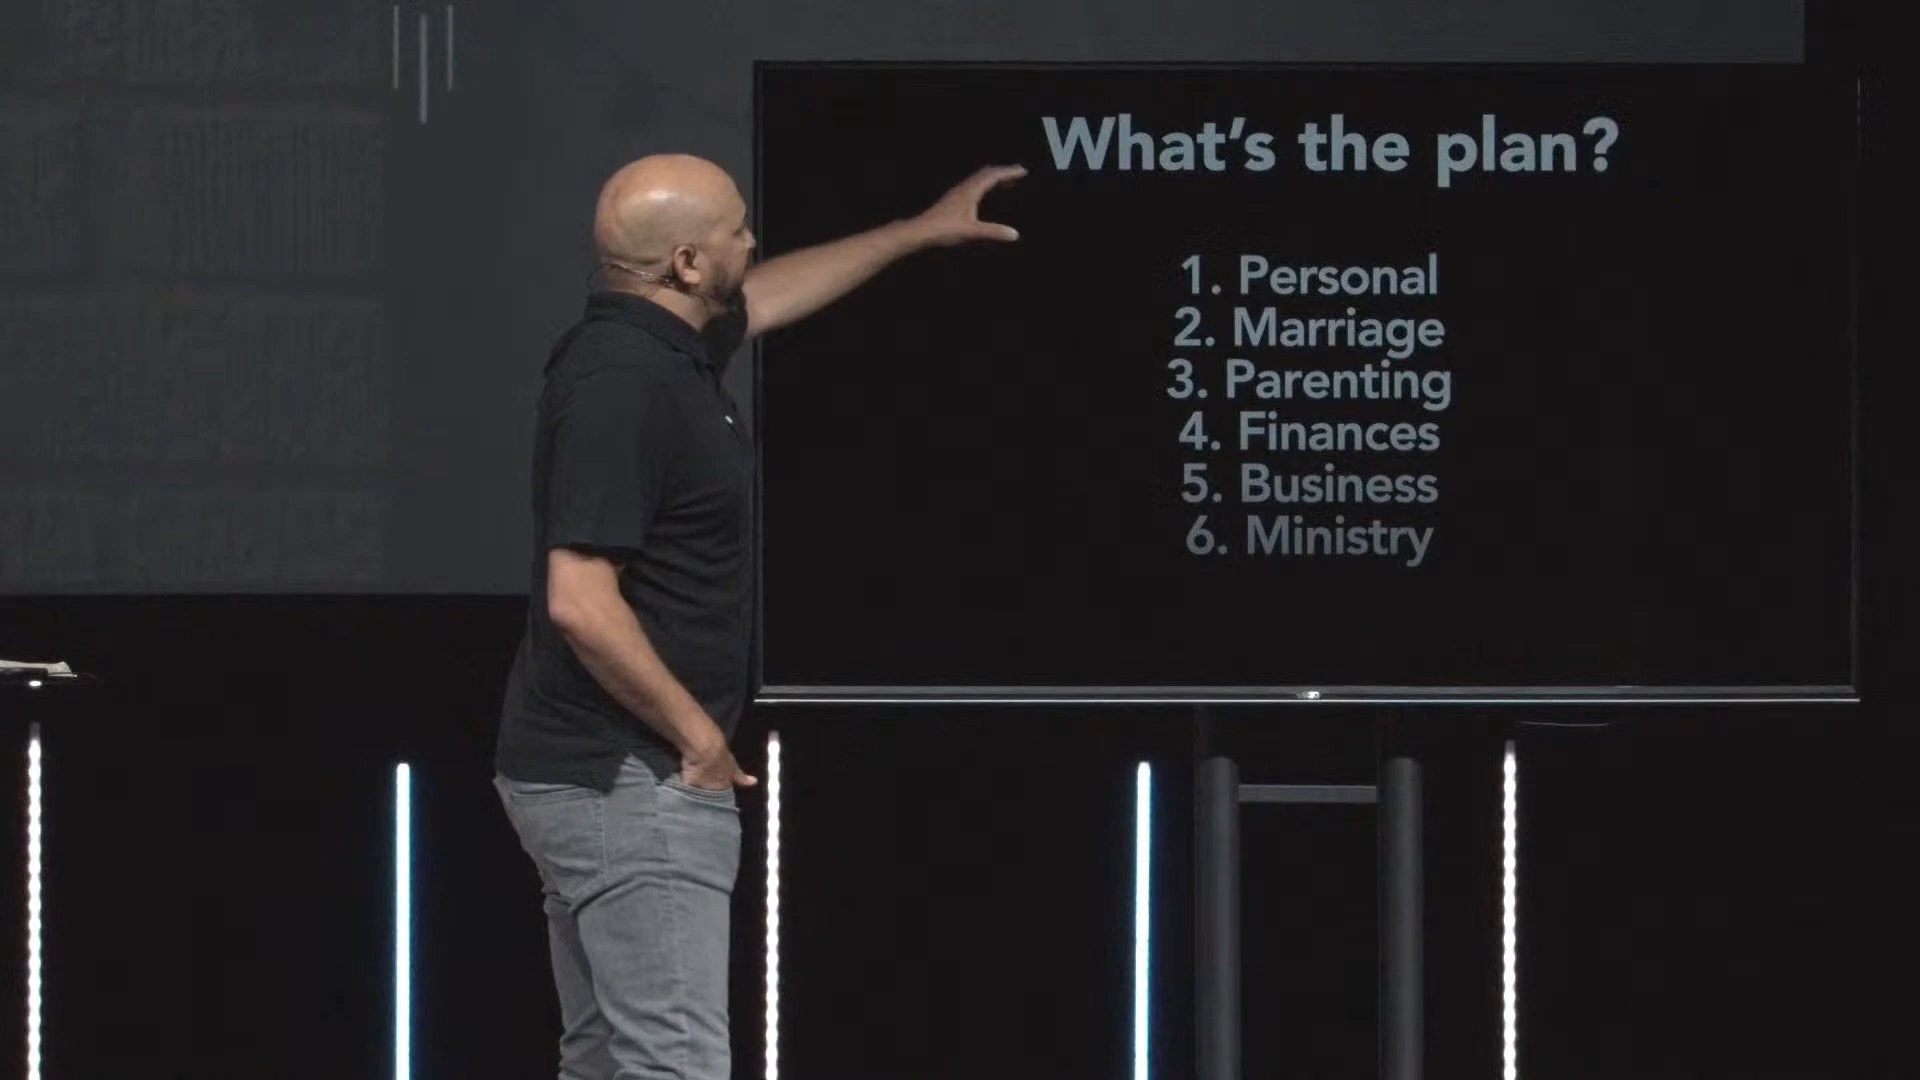 What's the plan?
1. Personal
2. Marriage
3. Parenting
4. Finances
5. Business
6. Ministry